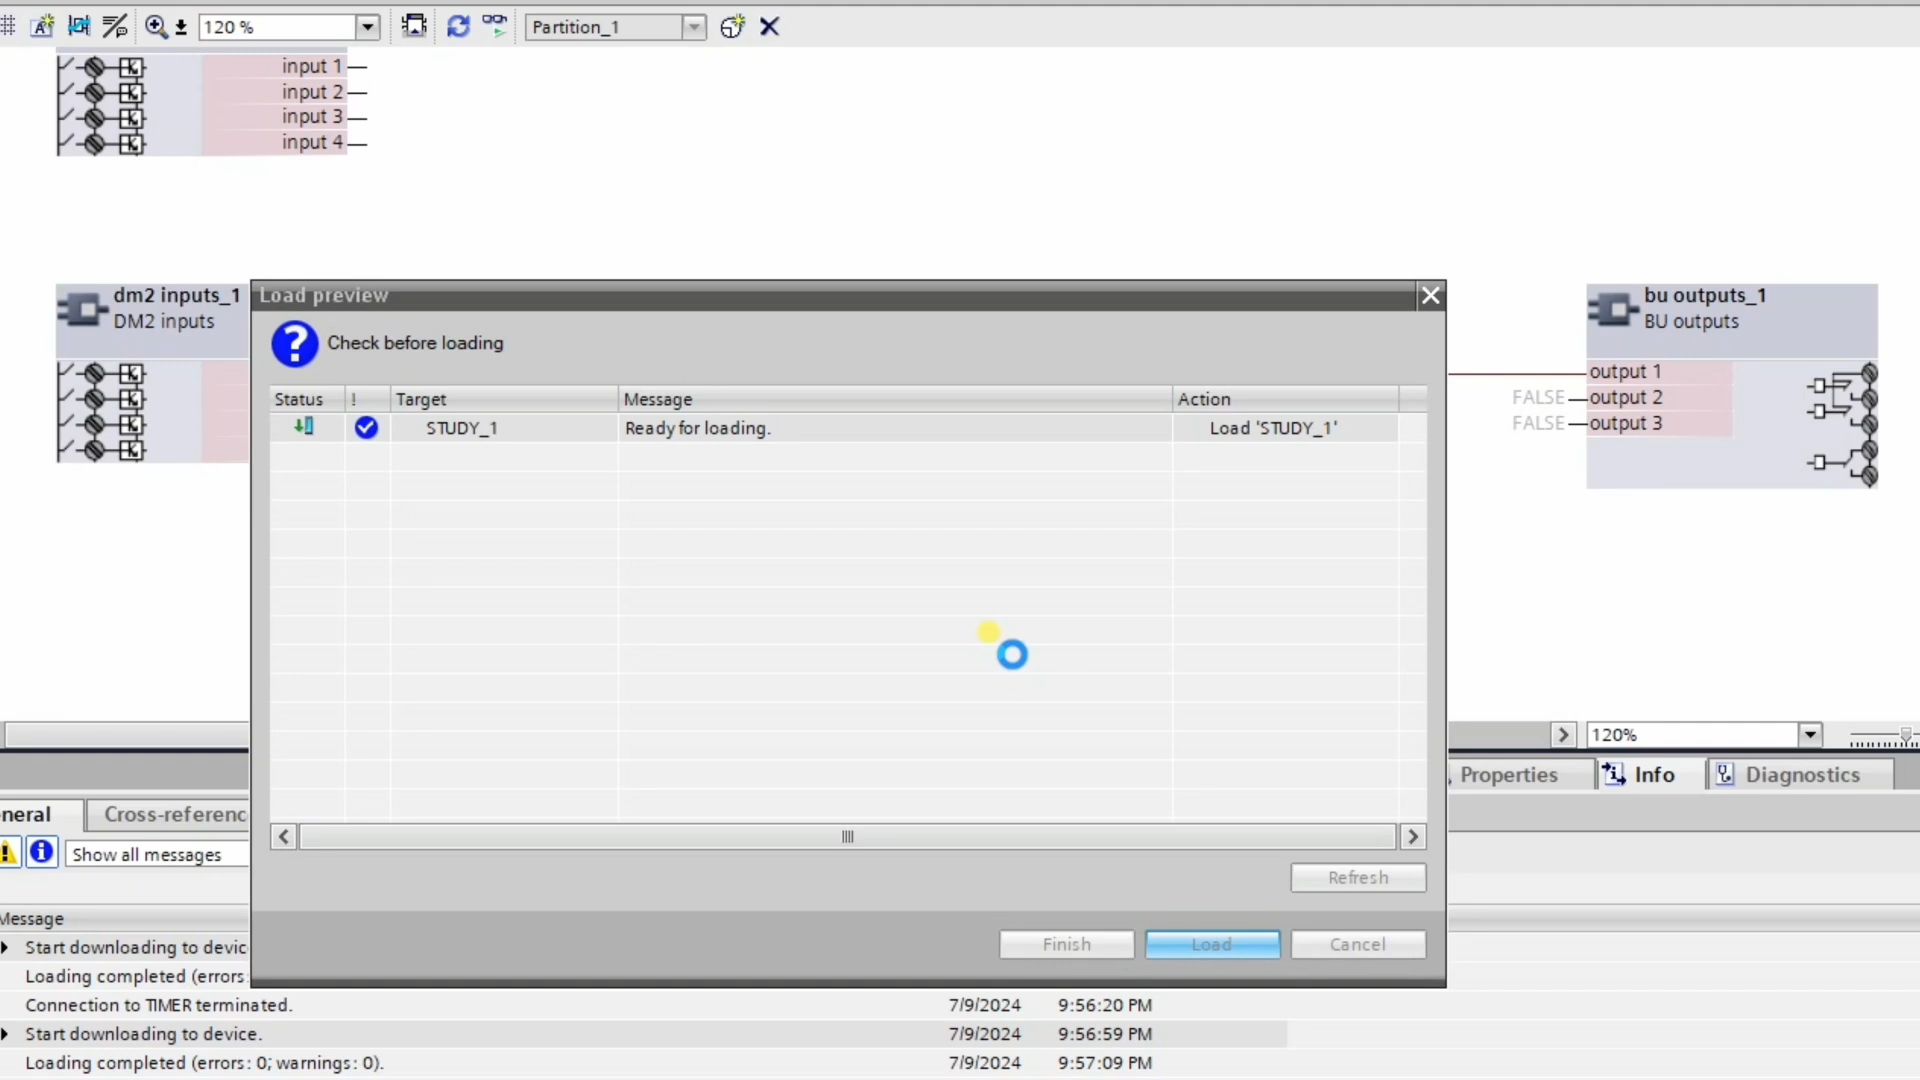 120 %
Partition_1
input 1
input 2
input 3
input 4
dm2 inputs_1
DM2 inputs
bu outputs_1
BU outputs
output 1
FALSE output 2
FALSE output 3
Load preview
Check before loading
Status ! Target Message Action
STUDY_1 Ready for loading. Load 'STUDY_1'
Refresh
Finish Load Cancel
120%
Properties Info Diagnostics
neral Cross-referenc
Show all messages
Message
Start downloading to devic
Loading completed (errors:
Connection to TIMER terminated. 7/9/2024 9:56:20 PM
Start downloading to device. 7/9/2024 9:56:59 PM
Loading completed (errors: 0; warnings: 0). 7/9/2024 9:57:09 PM